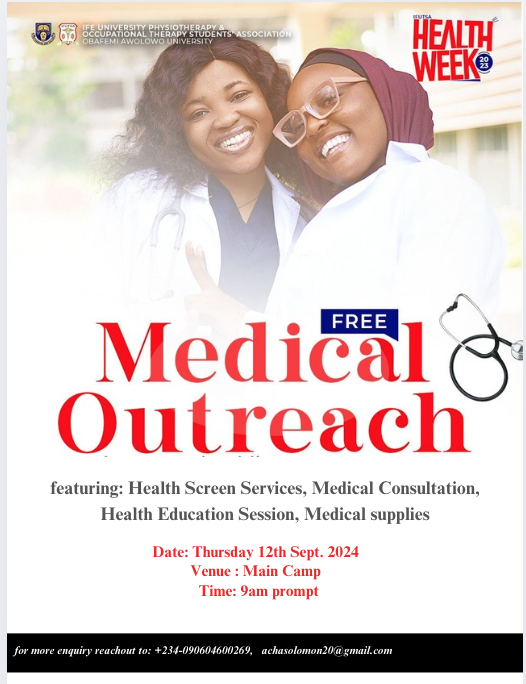 IFE UNIVERSITY PHYSIOTHERAPY &
OCCUPATIONAL THERAPY STUDENTS' ASSOCIATION
OBAFEMI AWOLOWO UNIVERSITY
HEALTH
WEEK
20
23
FREE
Medical
Outreach
featuring: Health Screen Services, Medical Consultation,
Health Education Session, Medical supplies
Date: Thursday 12th Sept. 2024
Venue : Main Camp
Time: 9am prompt
for more enquiry reachout to: +234-090604600269, achasolomon20@gmail.com